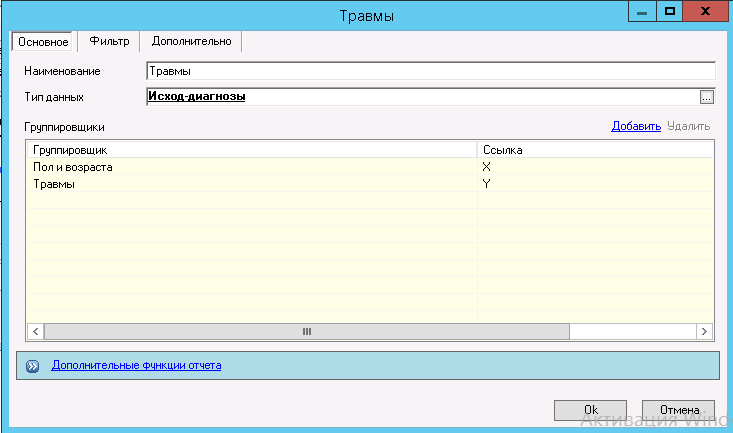 Травмы
Основное Фильтр Дополнительно
Наименование Травмы
Тип данных Исход-диагнозы ...
Группировщики Добавить Удалить
Группировщик Ссылка
Пол и возраста X
Травмы Y
Дополнительные функции отчета
Ok Отмена
Активация Windo